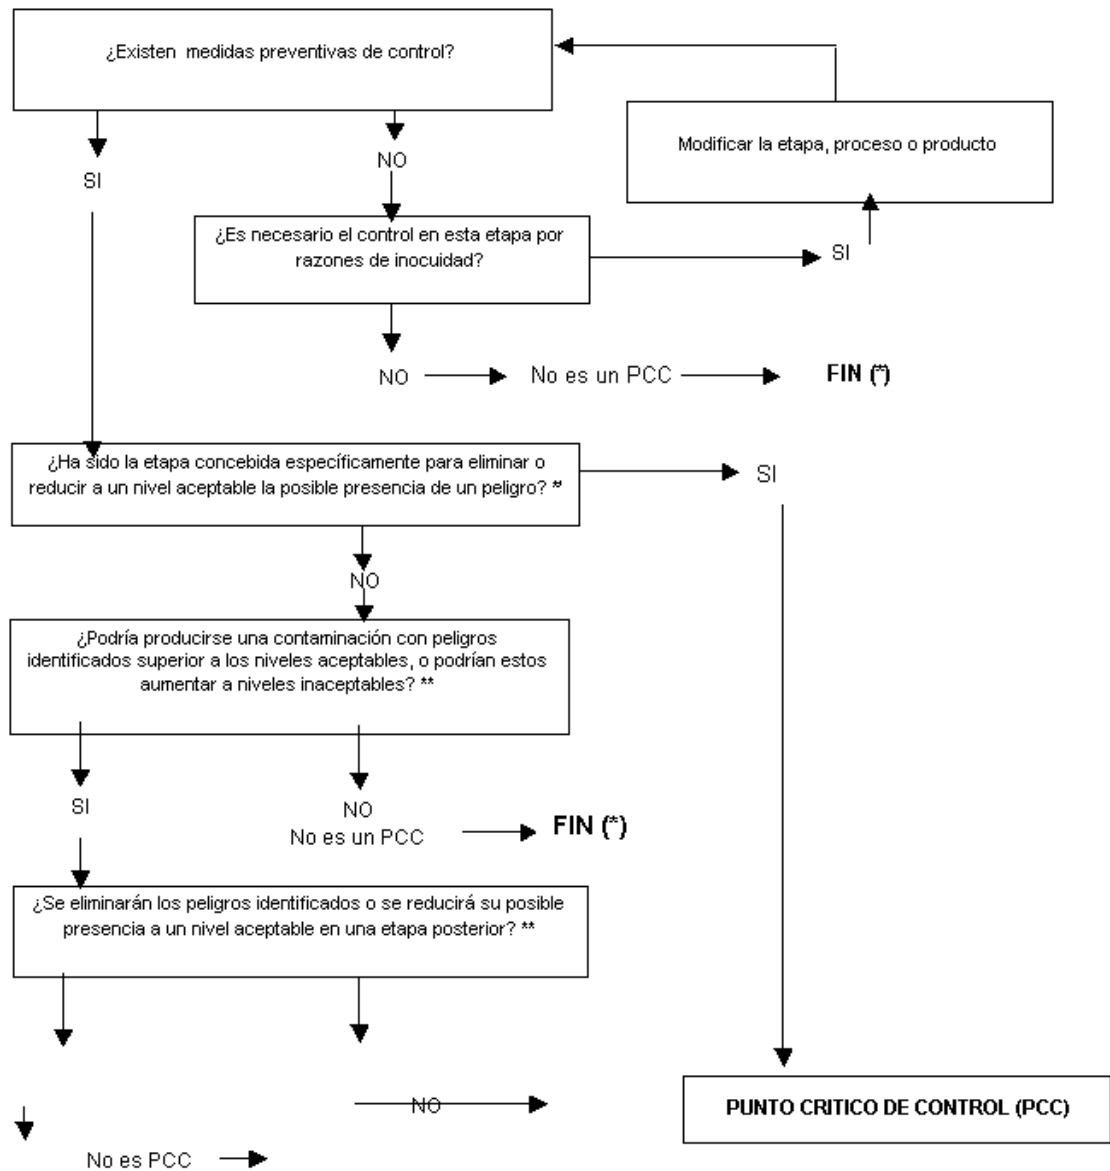 ¿Existen medidas preventivas de control?
Modificar la etapa, proceso o producto
NO
SI
¿Es necesario el control en esta etapa por
razones de inocuidad?
SI
NO
No es un PCC
FIN (*)
¿Ha sido la etapa concebida específicamente para eliminar o
reducir a un nivel aceptable la posible presencia de un peligro? **
SI
NO
¿Podría producirse una contaminación con peligros
identificados superior a los niveles aceptables, o podrían estos
aumentar a niveles inaceptables? **
SI
NO
No es un PCC
FIN (*)
¿Se eliminarán los peligros identificados o se reducirá su posible
presencia a un nivel aceptable en una etapa posterior? **
NO
PUNTO CRITICO DE CONTROL (PCC)
No es PCC